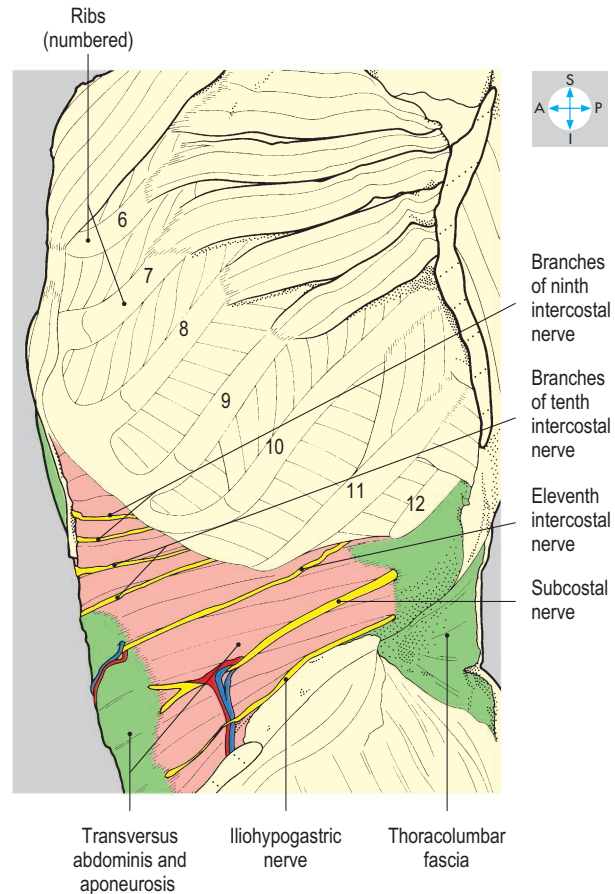 Ribs
(numbered)
S
A P
I
6
7
8
9
10
11
12
Branches
of ninth
intercostal
nerve
Branches
of tenth
intercostal
nerve
Eleventh
intercostal
nerve
Subcostal
nerve
Transversus
abdominis and
aponeurosis
Iliohypogastric
nerve
Thoracolumbar
fascia